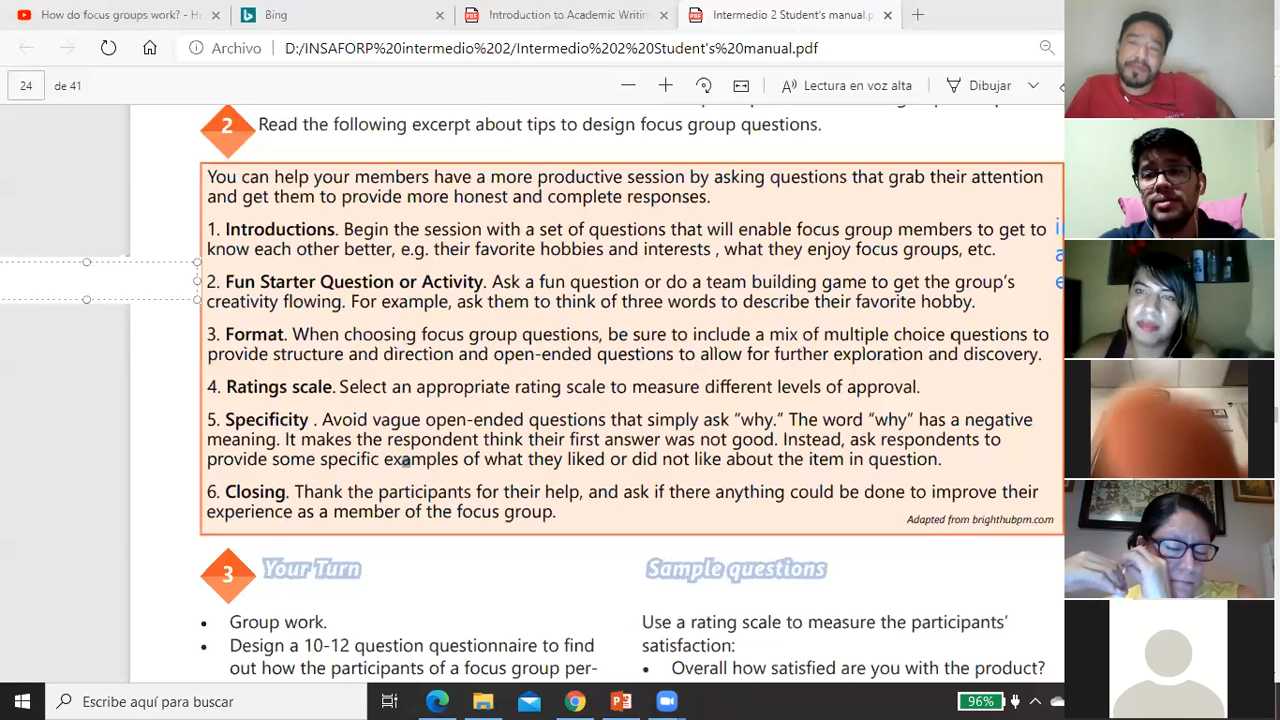 How do focus groups work? - He
Bing
Introduction to Academic Writin
Intermedio 2 Student's manual.p
Archivo
D:/INSAFORP%20intermedio%202/Intermedio%202%20Student's%20manual.pdf
24 de 41
Lectura en voz alta
Dibujar
2 Read the following excerpt about tips to design focus group questions.
You can help your members have a more productive session by asking questions that grab their attention
and get them to provide more honest and complete responses.
1. Introductions. Begin the session with a set of questions that will enable focus group members to get to
know each other better, e.g. their favorite hobbies and interests , what they enjoy focus groups, etc.
2. Fun Starter Question or Activity. Ask a fun question or do a team building game to get the group's
creativity flowing. For example, ask them to think of three words to describe their favorite hobby.
3. Format. When choosing focus group questions, be sure to include a mix of multiple choice questions to
provide structure and direction and open-ended questions to allow for further exploration and discovery.
4. Ratings scale. Select an appropriate rating scale to measure different levels of approval.
5. Specificity . Avoid vague open-ended questions that simply ask “why.” The word “why” has a negative
meaning. It makes the respondent think their first answer was not good. Instead, ask respondents to
provide some specific examples of what they liked or did not like about the item in question.
6. Closing. Thank the participants for their help, and ask if there anything could be done to improve their
experience as a member of the focus group.
Adapted from brighthubpm.com
3 Your Turn
Sample questions
• Group work.
• Design a 10-12 question questionnaire to find
out how the participants of a focus group per-
Use a rating scale to measure the participants'
satisfaction:
• Overall how satisfied are you with the product?
Escribe aquí para buscar
96%